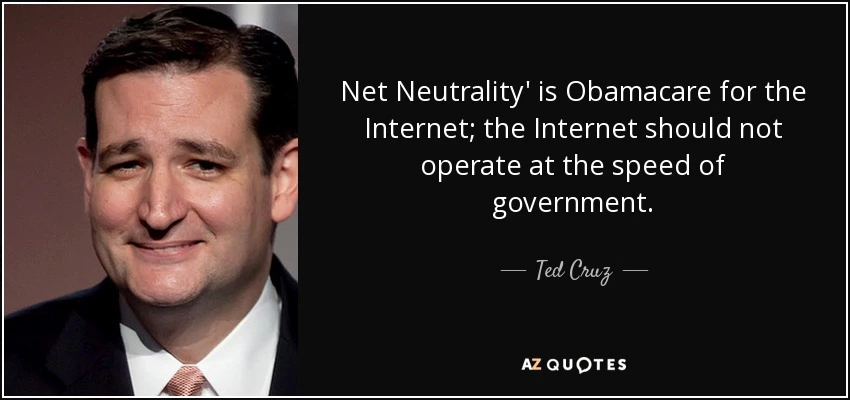 Net Neutrality' is Obamacare for the
Internet; the Internet should not
operate at the speed of
government.
Ted Cruz
AZ QUOTES